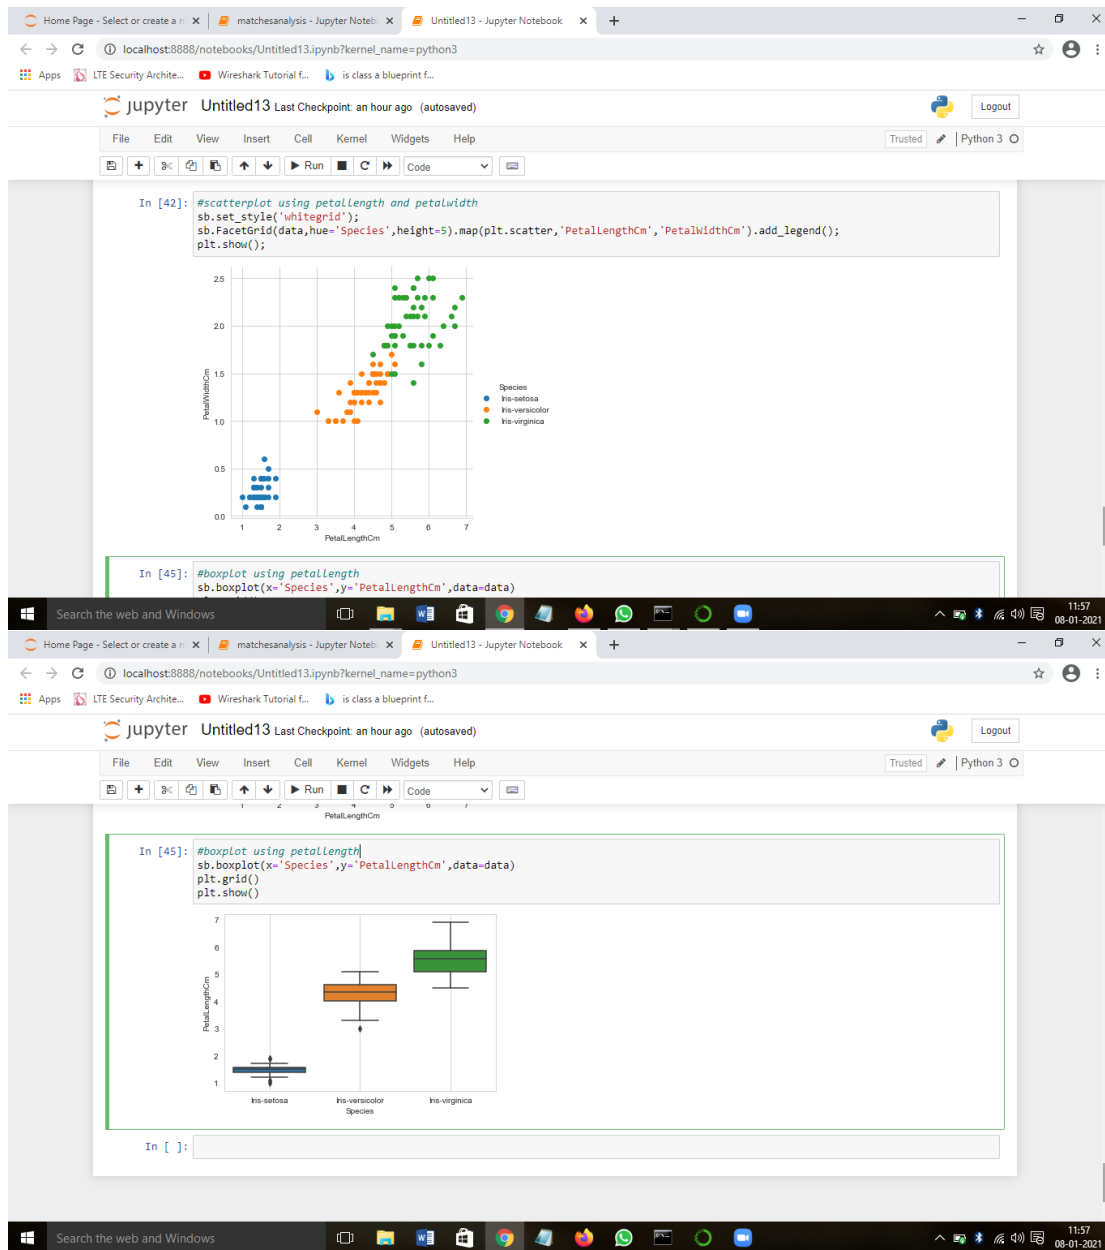 Home Page - Select or create a n
matchesanalysis - Jupyter Noteb
Untitled13 - Jupyter Notebook
localhost:8888/notebooks/Untitled13.ipynb?kernel_name=python3
Apps
LTE Security Archite...
Wireshark Tutorial f...
is class a blueprint f...
jupyter Untitled13 Last Checkpoint: an hour ago (autosaved)
Logout
File Edit View Insert Cell Kernel Widgets Help
Trusted
Python 3
Run
Code
In [42]: #scatterplot using petallength and petalwidth
sb.set_style('whitegrid');
sb.FacetGrid(data,hue='Species',height=5).map(plt.scatter,'PetalLengthCm','PetalWidthCm').add_legend();
plt.show();
2.5
2.0
1.5
1.0
0.5
0.0
PetalWidthCm
Species
Iris-setosa
Iris-versicolor
Iris-virginica
1 2 3 4 5 6 7
PetalLengthCm
In [45]: #boxplot using petallength
sb.boxplot(x='Species',y='PetalLengthCm',data=data)
Search the web and Windows
11:57
08-01-2021
Home Page - Select or create a n
matchesanalysis - Jupyter Noteb
Untitled13 - Jupyter Notebook
localhost:8888/notebooks/Untitled13.ipynb?kernel_name=python3
Apps
LTE Security Archite...
Wireshark Tutorial f...
is class a blueprint f...
jupyter Untitled13 Last Checkpoint: an hour ago (autosaved)
Logout
File Edit View Insert Cell Kernel Widgets Help
Trusted
Python 3
Run
Code
PetalLengthCm
In [45]: #boxplot using petallength
sb.boxplot(x='Species',y='PetalLengthCm',data=data)
plt.grid()
plt.show()
7
6
5
4
3
2
1
PetalLengthCm
Iris-setosa Iris-versicolor Iris-virginica
Species
In [ ]:
Search the web and Windows
11:57
08-01-2021